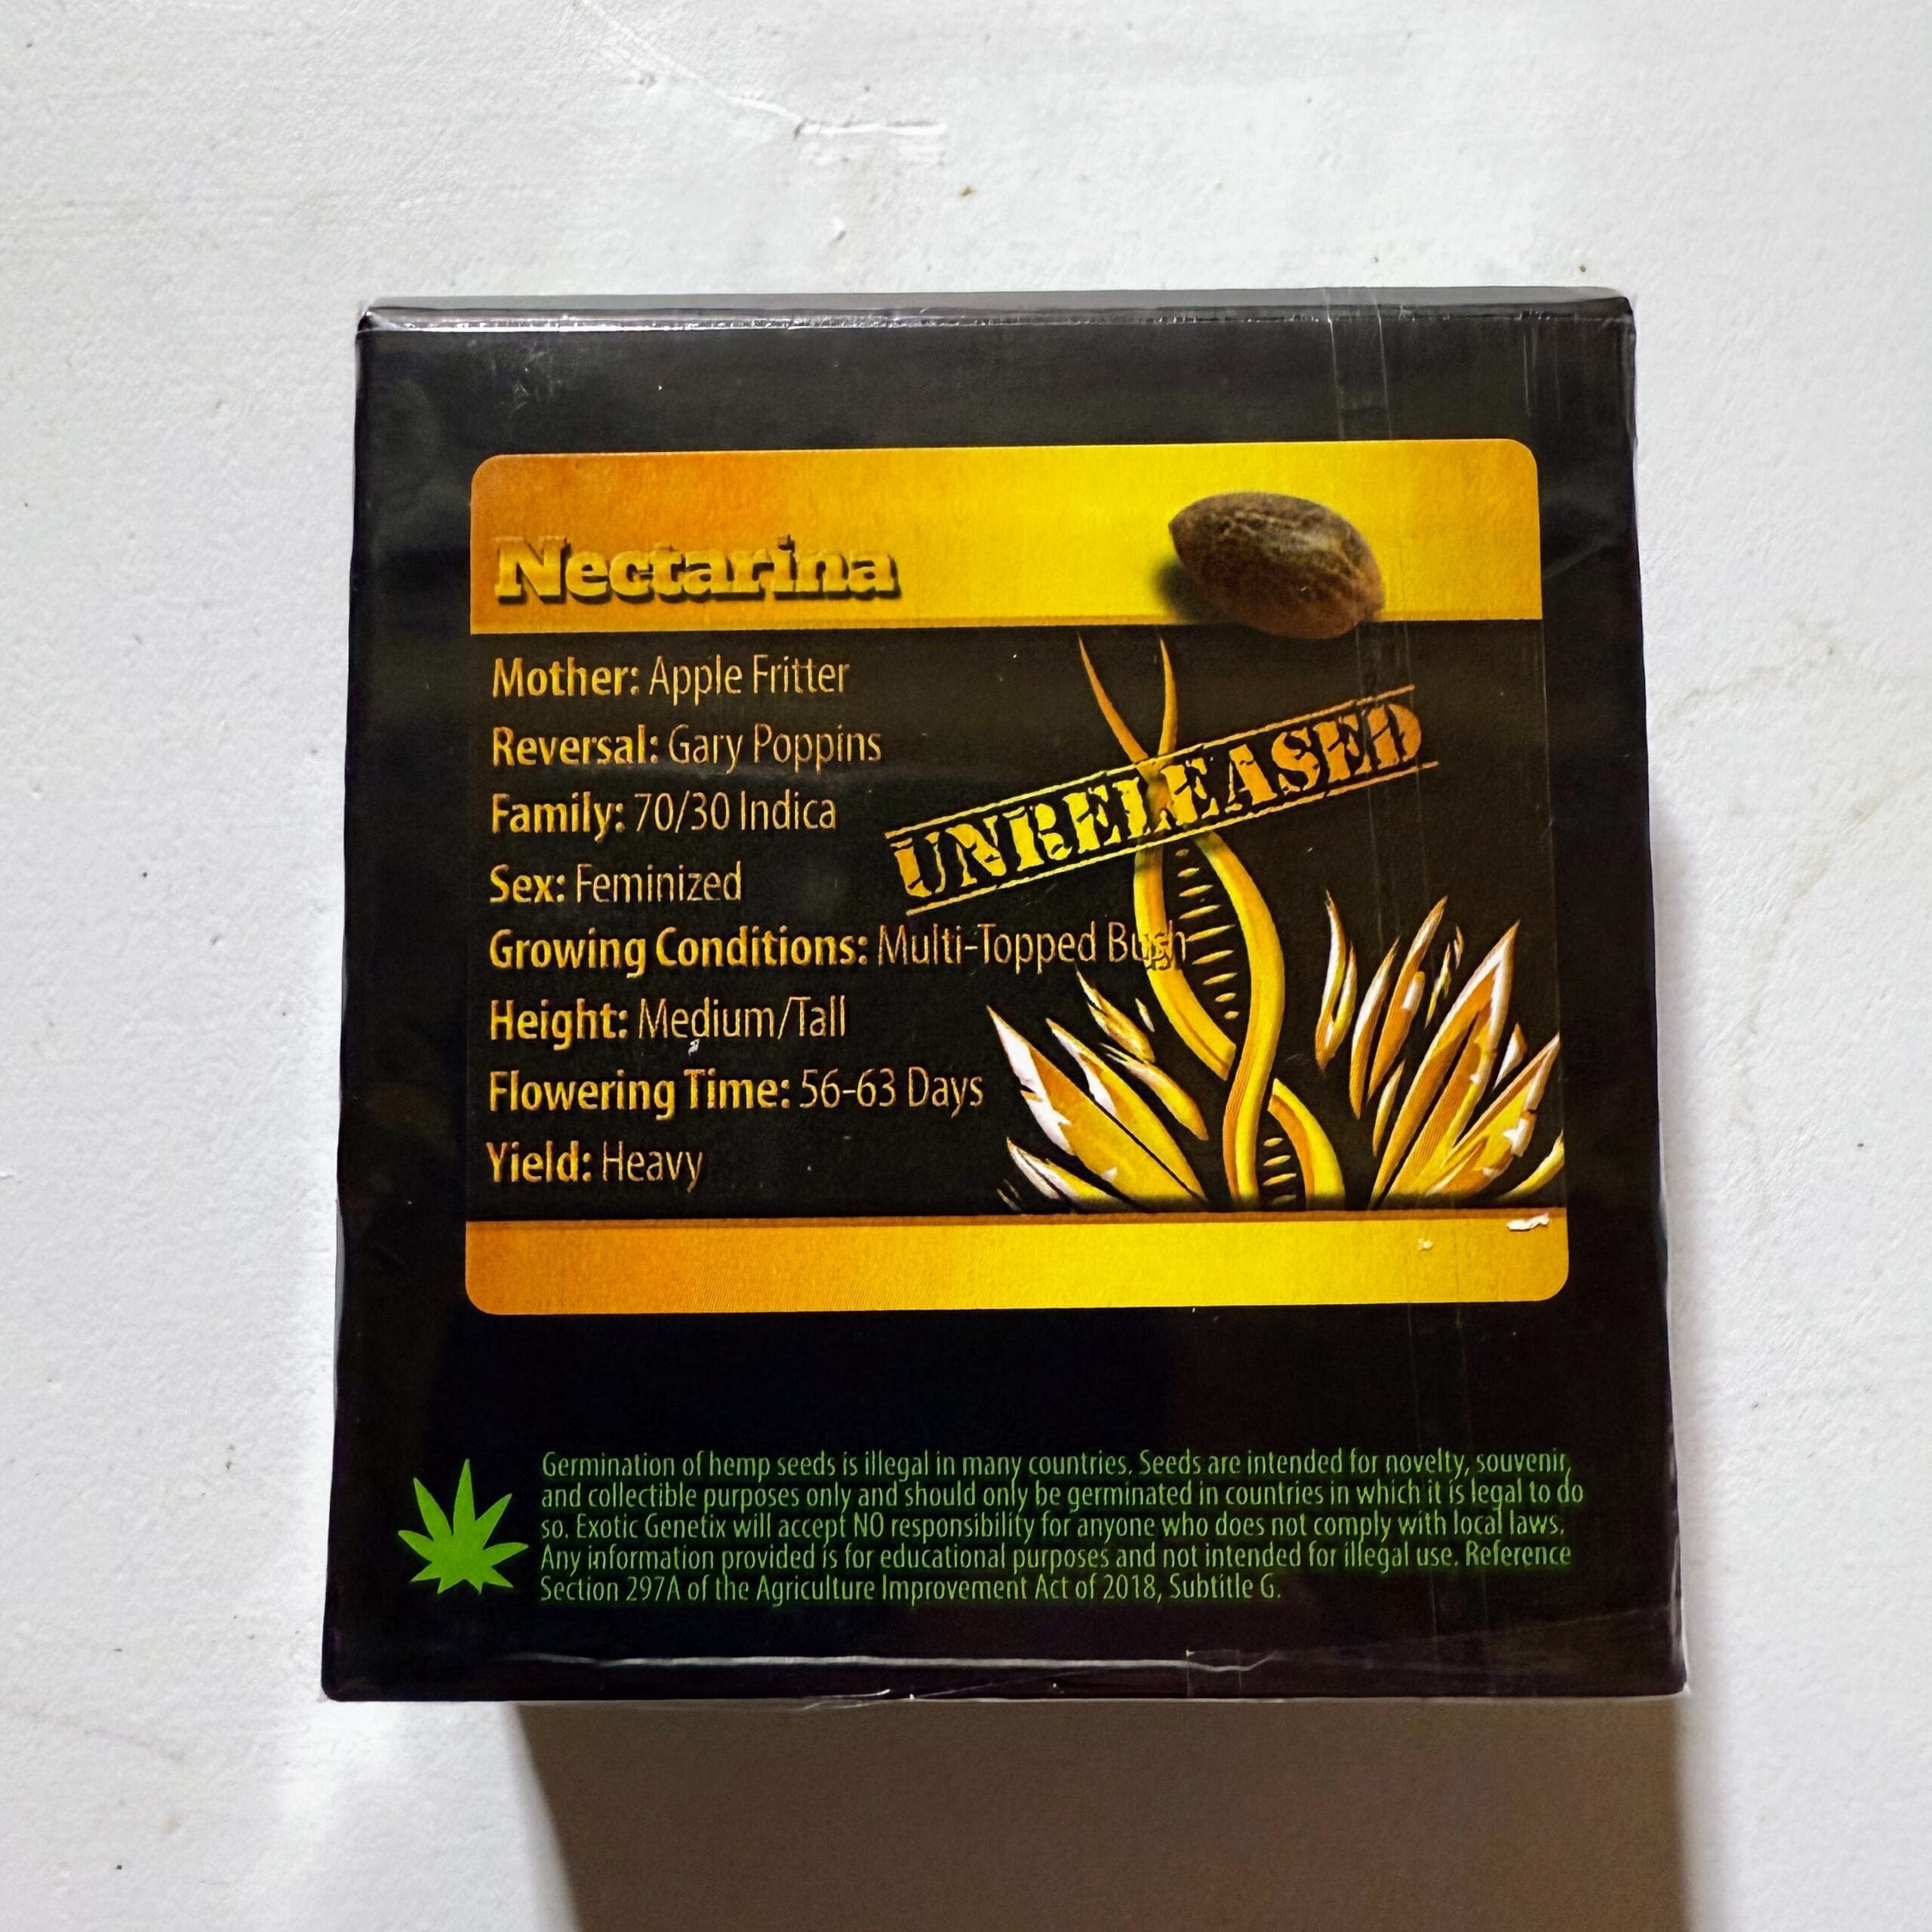 Nectarina
Mother: Apple Fritter
Reversal: Gary Poppins
Family: 70/30 Indica
UNRELEASED
Sex: Feminized
Growing Conditions: Multi-Topped Bush
Height: Medium/Tall
Flowering Time: 56-63 Days
Yield: Heavy
Germination of hemp seeds is illegal in many countries. Seeds are intended for novelty, souvenir,
and collectible purposes only and should only be germinated in countries in which it is legal to do
so. Exotic Genetix will accept NO responsibility for anyone who does not comply with local laws.
Any information provided is for educational purposes and not intended for illegal use. Reference
Section 297A of the Agriculture Improvement Act of 2018, Subtitle G.